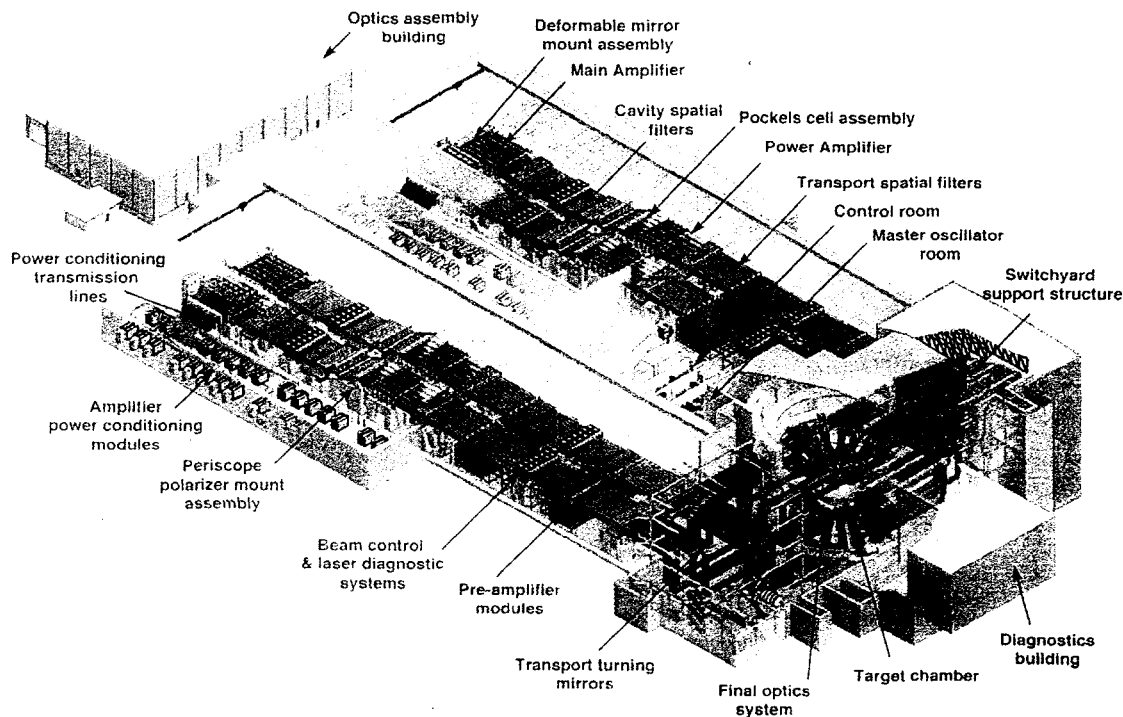 Optics assembly
building
Deformable mirror
mount assembly
Main Amplifier
Cavity spatial
filters
Pockels cell assembly
Power Amplifier
Transport spatial filters
Control room
Master oscillator
room
Switchyard
support structure
Power conditioning
transmission
lines
Amplifier
power conditioning
modules
Periscope
polarizer mount
assembly
Beam control
& laser diagnostic
systems
Pre-amplifier
modules
Transport turning
mirrors
Final optics
system
Target chamber
Diagnostics
building